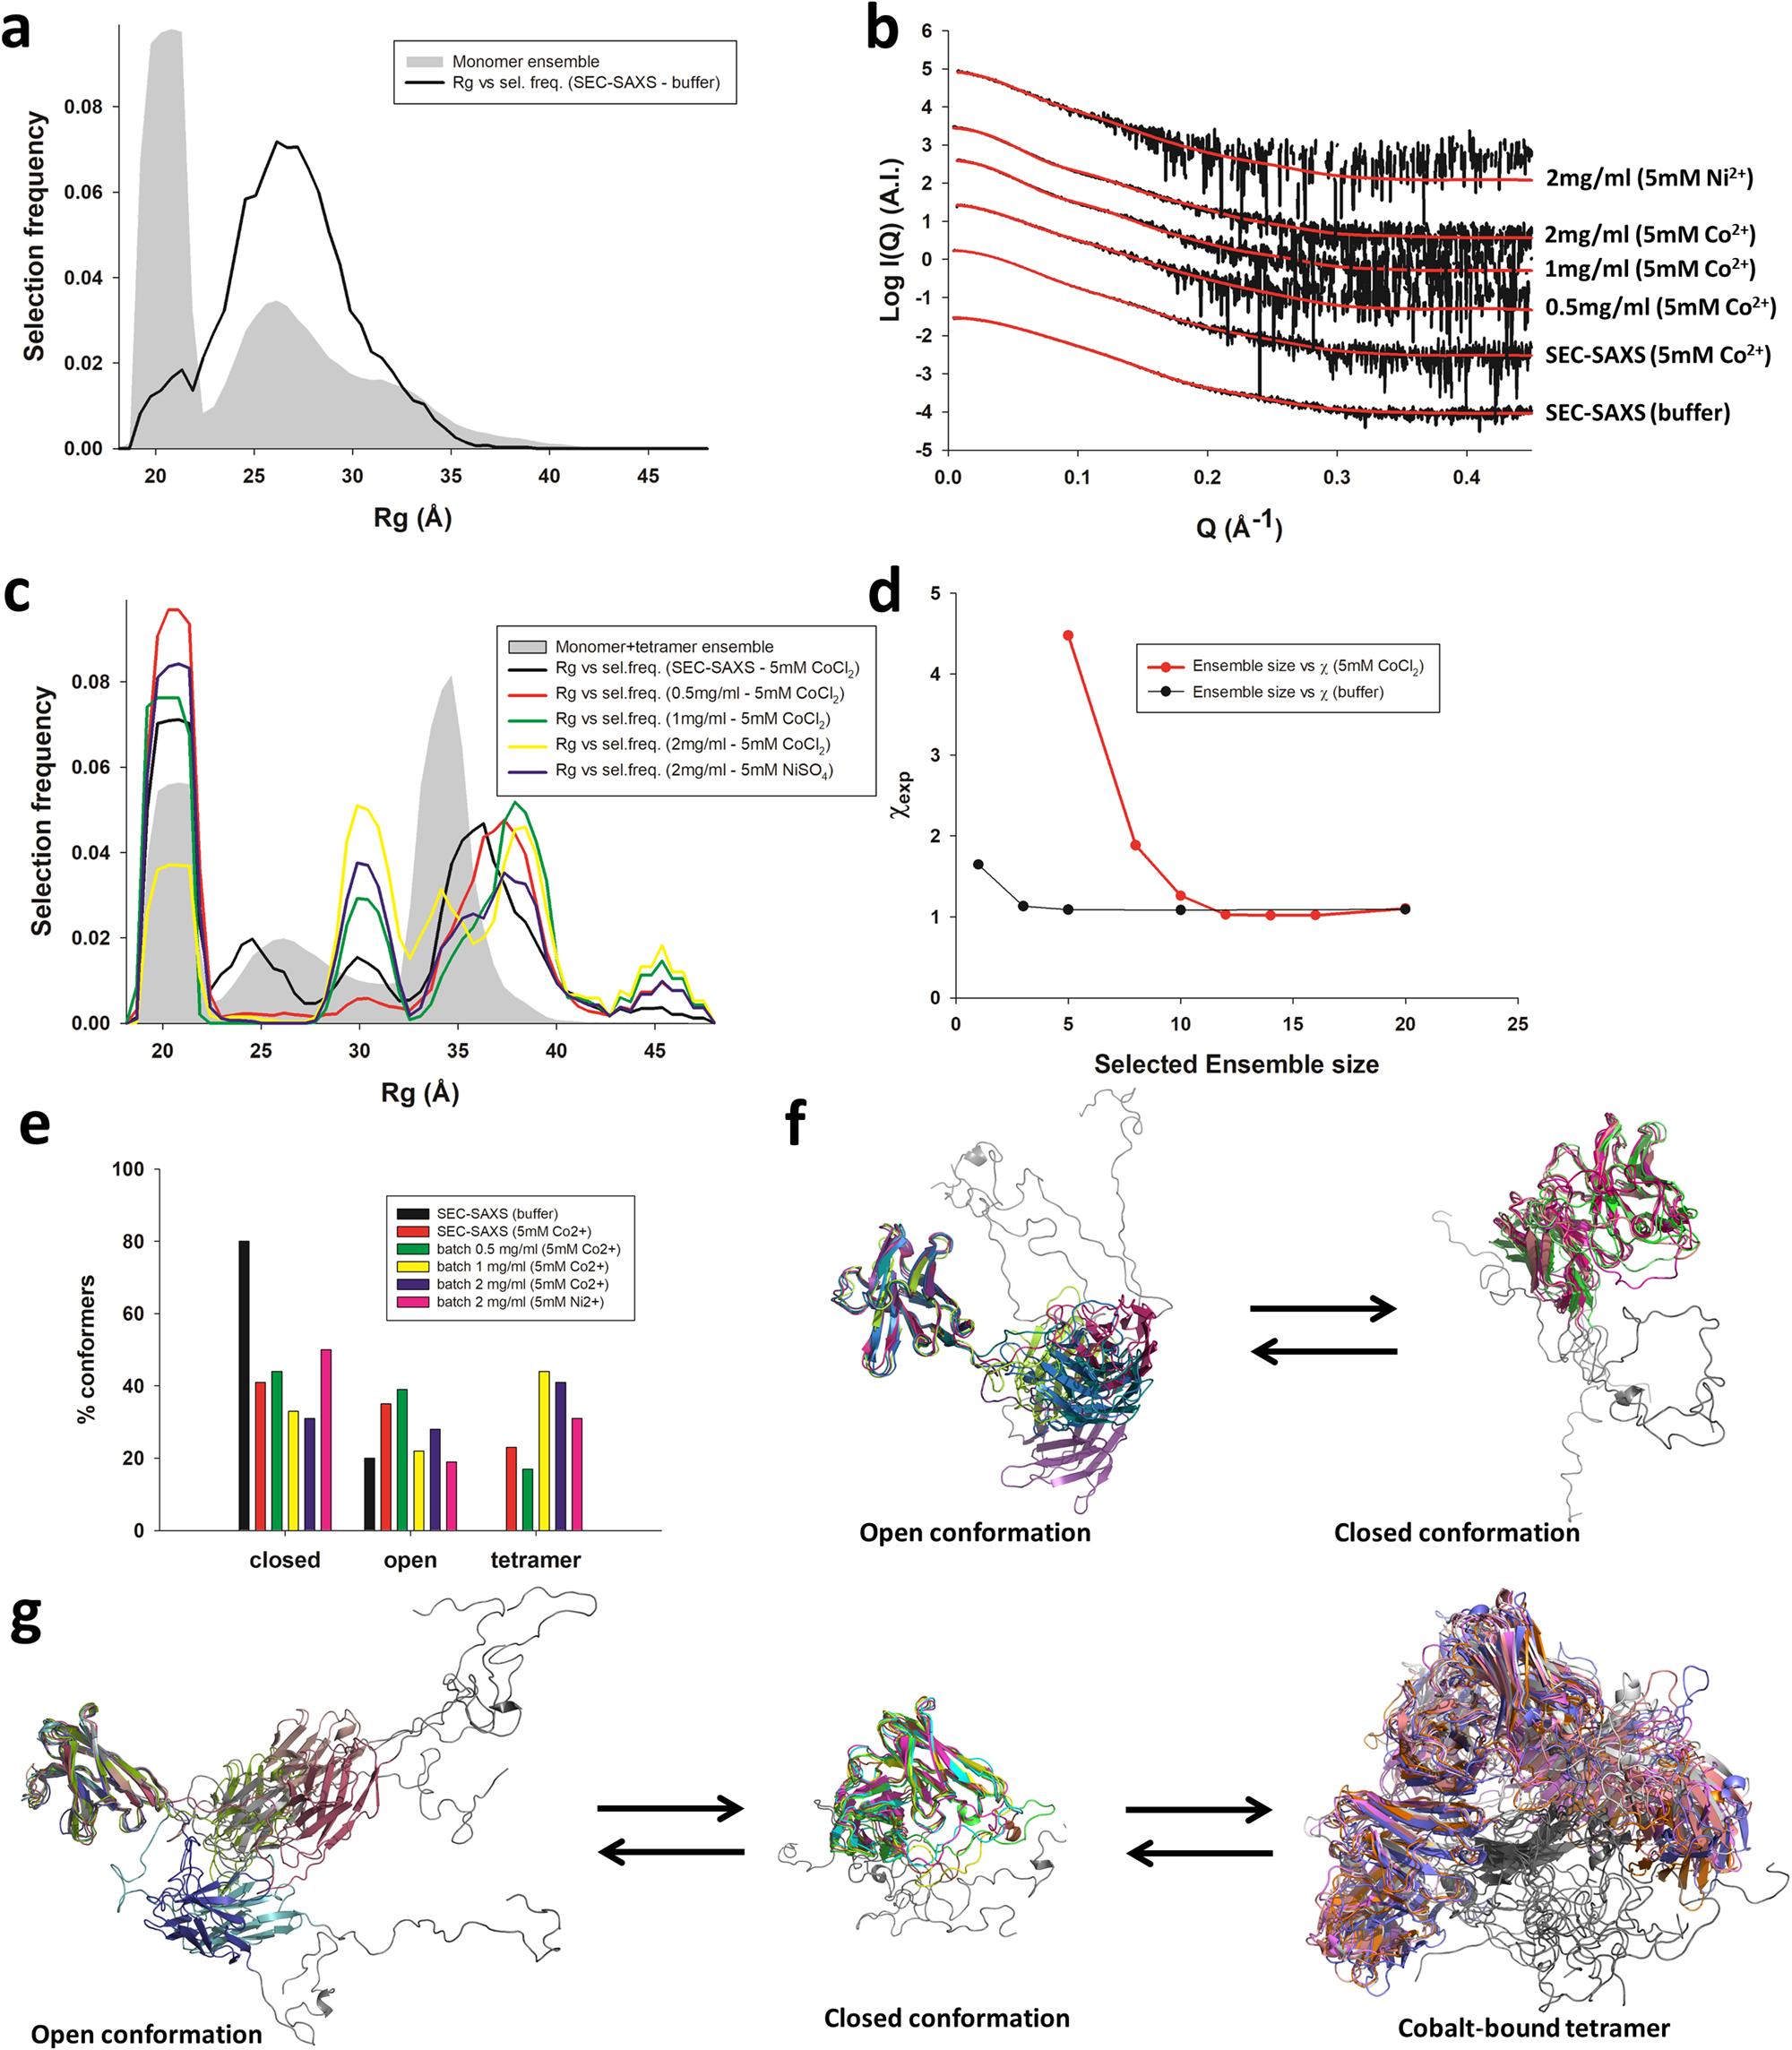 a
Monomer ensemble
Rg vs sel. freq. (SEC-SAXS - buffer)
Selection frequency
0.08
0.06
0.04
0.02
0.00
20 25 30 35 40 45
Rg (Å)
b
6
5
4
3
2
1
0
-1
-2
-3
-4
-5
Log I(Q) (A.I.)
2mg/ml (5mM Ni²⁺)
2mg/ml (5mM Co²⁺)
1mg/ml (5mM Co²⁺)
0.5mg/ml (5mM Co²⁺)
SEC-SAXS (5mM Co²⁺)
SEC-SAXS (buffer)
0.0 0.1 0.2 0.3 0.4
Q (Å⁻¹)
c
Monomer+tetramer ensemble
Rg vs sel.freq. (SEC-SAXS - 5mM CoCl₂)
Rg vs sel.freq. (0.5mg/ml - 5mM CoCl₂)
Rg vs sel.freq. (1mg/ml - 5mM CoCl₂)
Rg vs sel.freq. (2mg/ml - 5mM CoCl₂)
Rg vs sel.freq. (2mg/ml - 5mM NiSO₄)
Selection frequency
0.08
0.06
0.04
0.02
0.00
20 25 30 35 40 45
Rg (Å)
d
5
4
3
2
1
0
χexp
Ensemble size vs χ (5mM CoCl₂)
Ensemble size vs χ (buffer)
0 5 10 15 20 25
Selected Ensemble size
e
100
80
60
40
20
0
% conformers
SEC-SAXS (buffer)
SEC-SAXS (5mM Co2+)
batch 0.5 mg/ml (5mM Co2+)
batch 1 mg/ml (5mM Co2+)
batch 2 mg/ml (5mM Co2+)
batch 2 mg/ml (5mM Ni2+)
closed open tetramer
f
Open conformation
Closed conformation
g
Open conformation
Closed conformation
Cobalt-bound tetramer